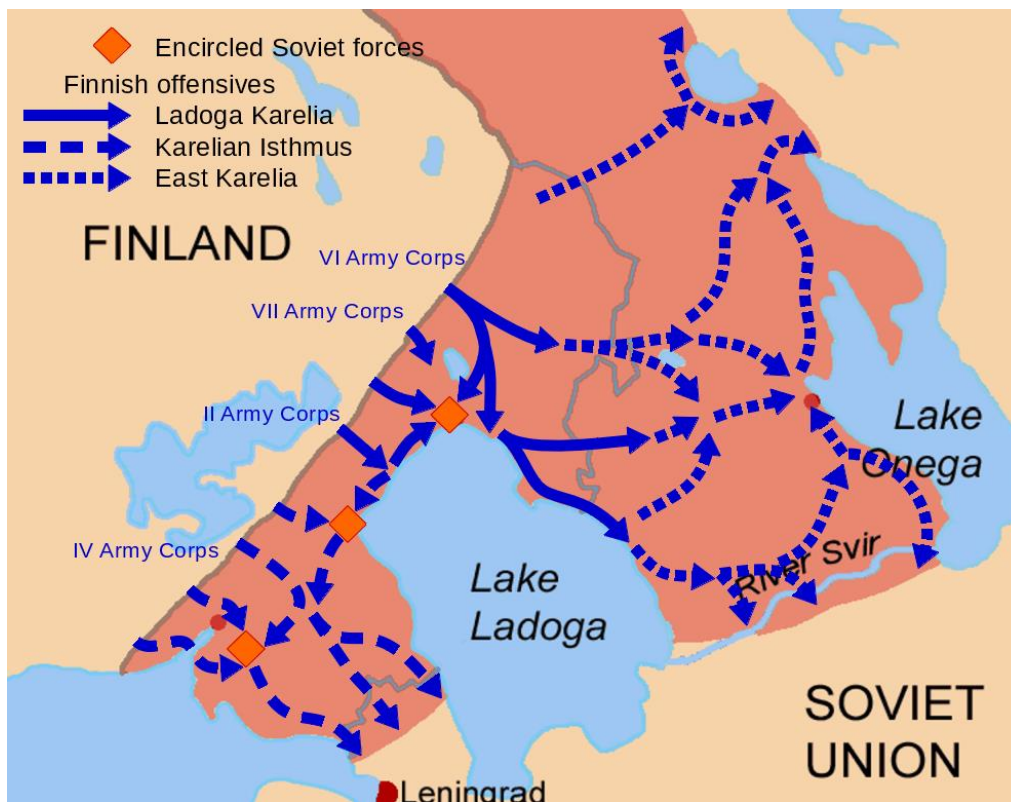 Encircled Soviet forces
Finnish offensives
Ladoga Karelia
Karelian Isthmus
East Karelia
FINLAND
VI Army Corps
VII Army Corps
II Army Corps
IV Army Corps
Lake
Onega
River Svir
Lake
Ladoga
SOVIET
UNION
Leningrad